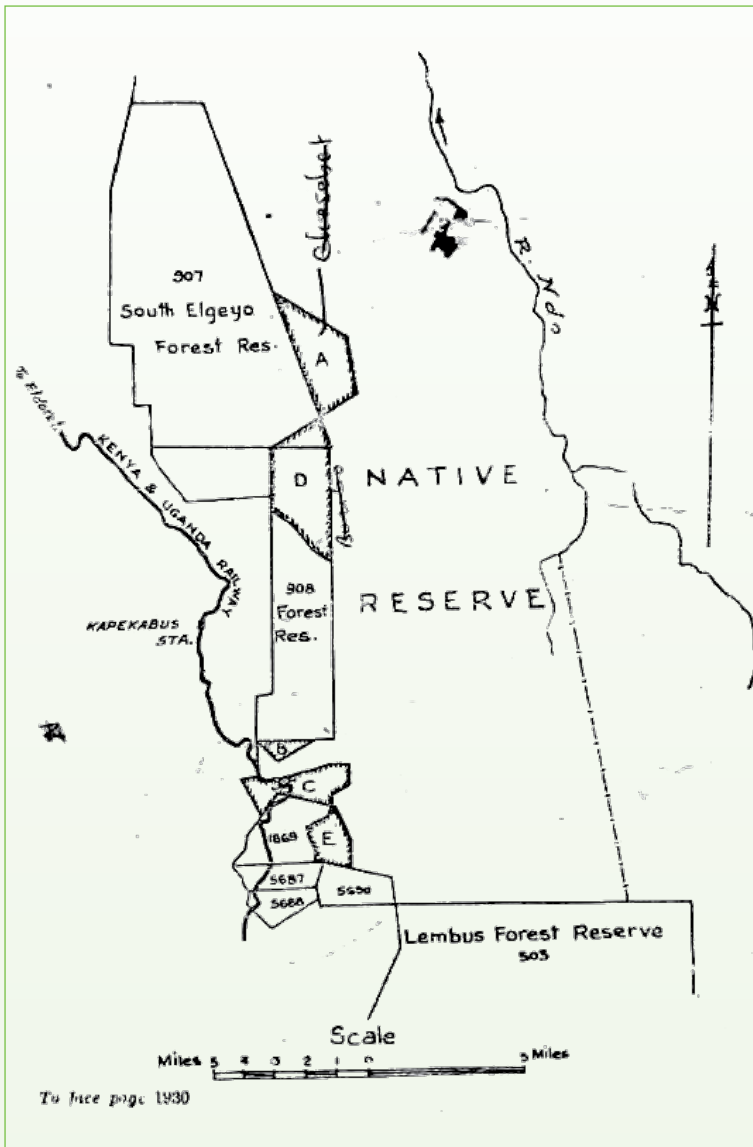 Chesebet
907
South Elgeyo
Forest Res.
A
R. Ndo
To Eldoret
KENYA & UGANDA RAILWAY
D
NATIVE
RESERVE
908
Forest
Res.
KAPEKABUS
STA.
B
C
1869
E
5687
5688
5690
Lembus Forest Reserve
503
Scale
Miles 5 4 3 2 1 0 5 Miles
To face page 1930